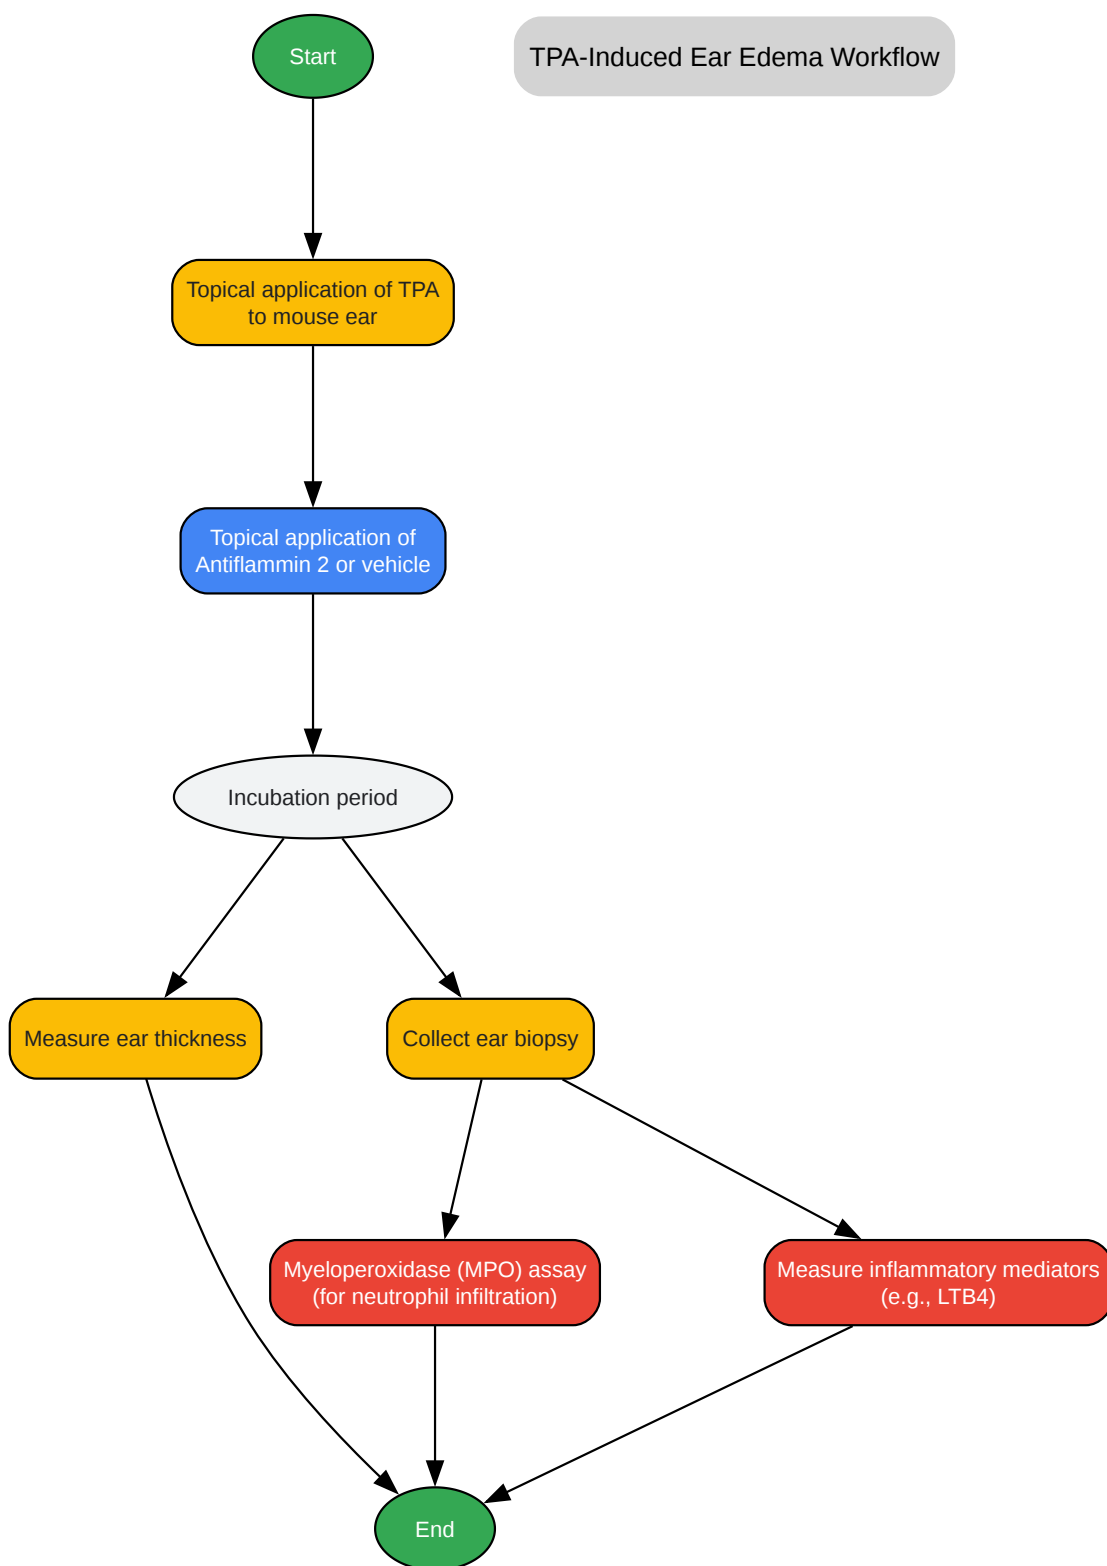 Start
TPA-Induced Ear Edema Workflow
Topical application of TPA
to mouse ear
Topical application of
Antiflammin 2 or vehicle
Incubation period
Measure ear thickness
Collect ear biopsy
Myeloperoxidase (MPO) assay
(for neutrophil infiltration)
Measure inflammatory mediators
(e.g., LTB4)
End